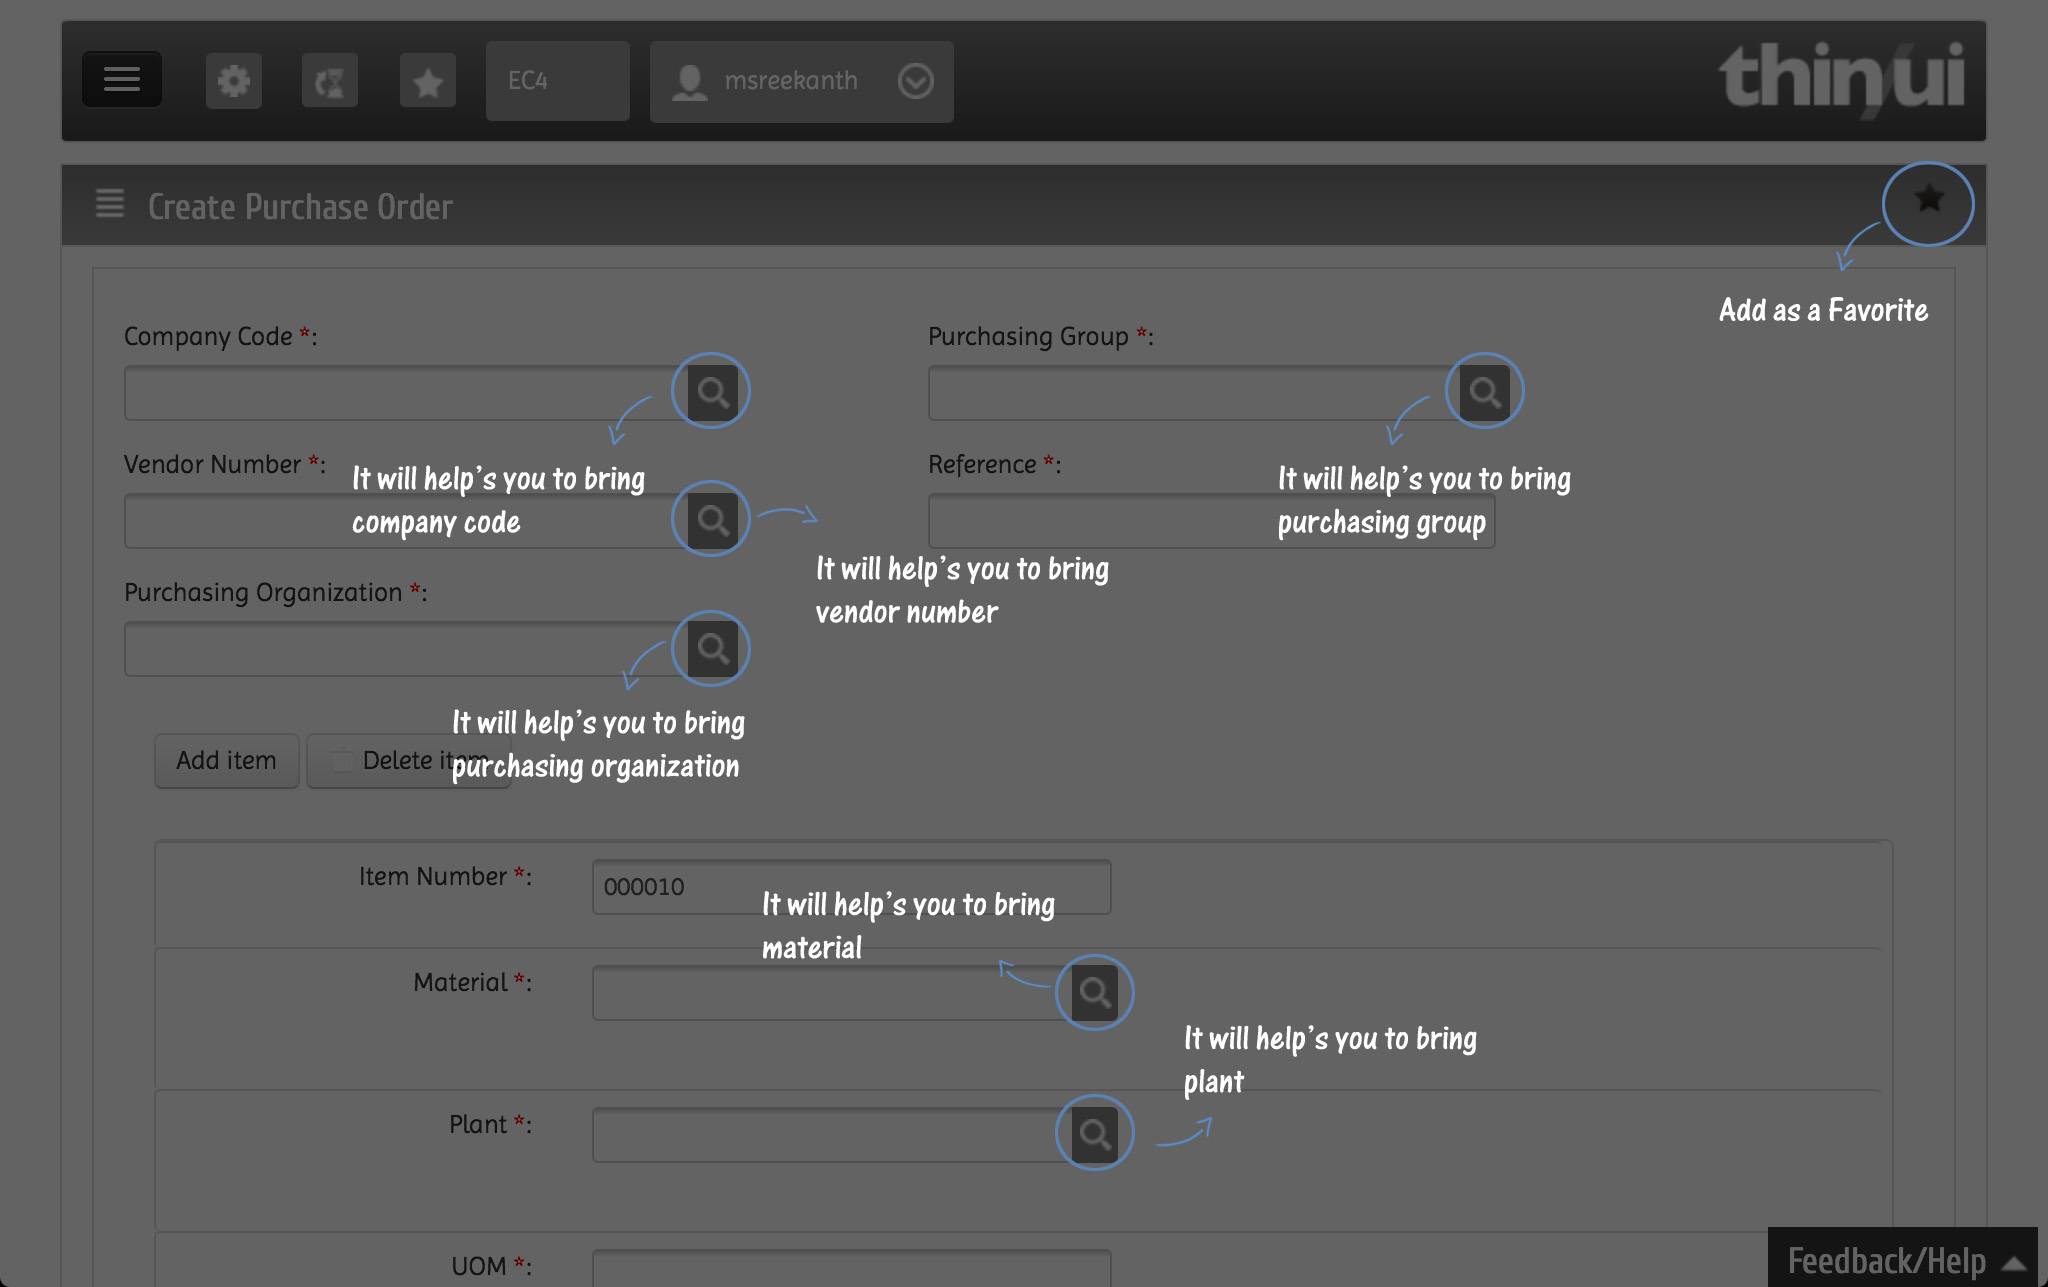 EC4
msreekanth
thin/ui
Create Purchase Order
Add as a Favorite
Company Code *:
Purchasing Group *:
Vendor Number *:
It will help's you to bring
company code
Reference *:
It will help's you to bring
purchasing group
It will help's you to bring
vendor number
Purchasing Organization *:
It will help's you to bring
purchasing organization
Add item
Delete item
Item Number *:
000010
It will help's you to bring
material
Material *:
It will help's you to bring
plant
Plant *:
UOM *:
Feedback/Help